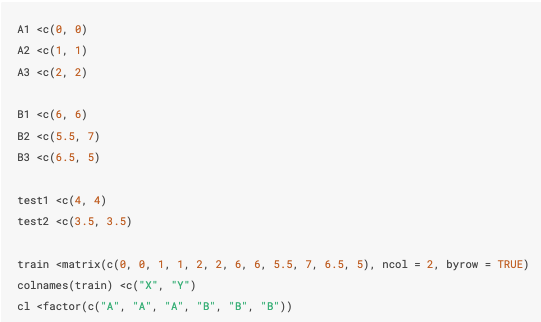 A1 <c(0, 0)
A2 <c(1, 1)
A3 <c(2, 2)
B1 <c(6, 6)
B2 <c(5.5, 7)
B3 <c(6.5, 5)
test1 <c(4, 4)
test2 <c(3.5, 3.5)
train <matrix(c(0, 0, 1, 1, 2, 2, 6, 6, 5.5, 7, 6.5, 5), ncol = 2, byrow = TRUE)
colnames(train) <c("X", "Y")
cl <factor(c("A", "A", "A", "B", "B", "B"))